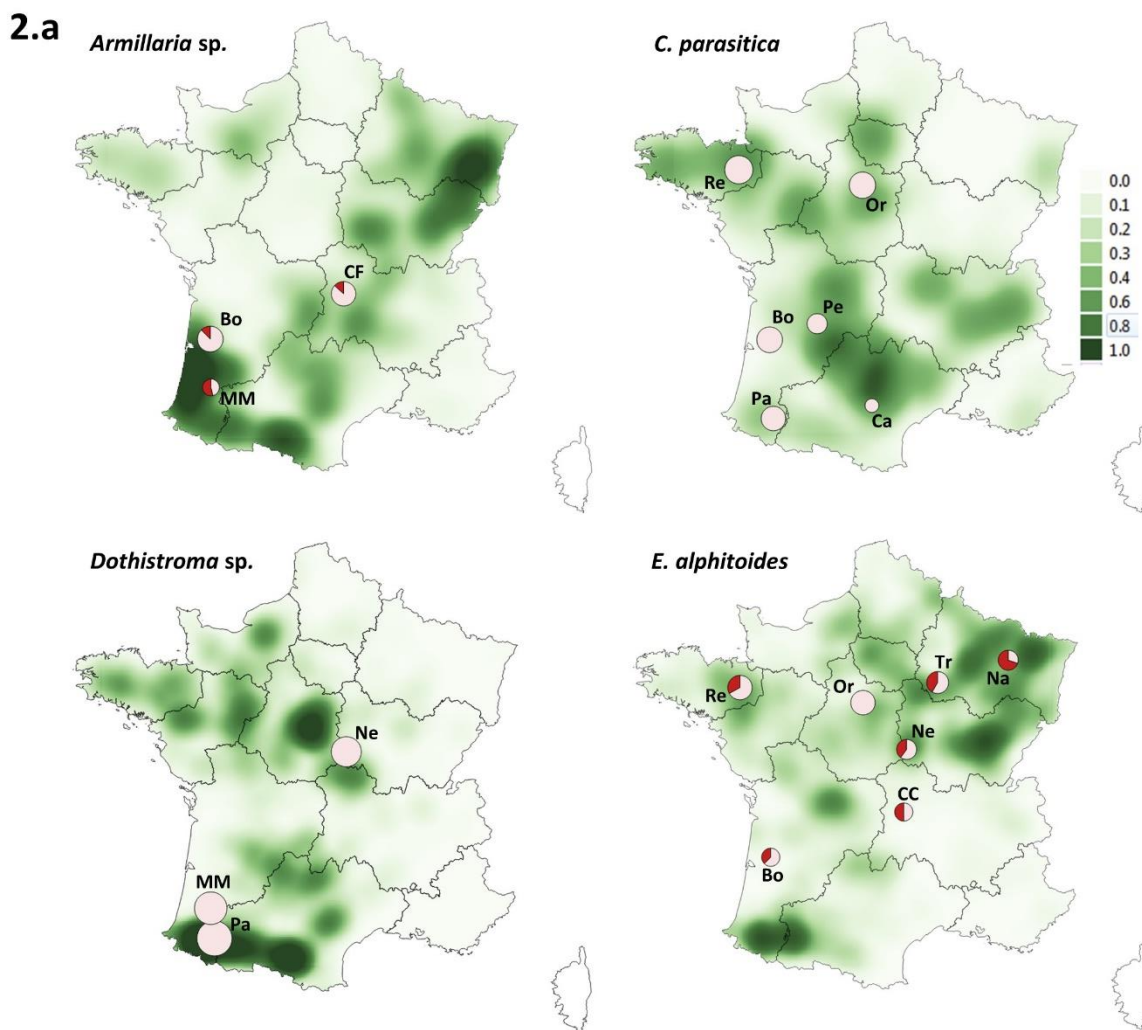 2.a
Armillaria sp.
C. parasitica
CF
Bo
MM
Re
Or
Bo
Pe
Pa
Ca
0.0
0.1
0.2
0.3
0.4
0.6
0.8
1.0
Dothistroma sp.
E. alphitoides
Ne
MM
Pa
Re
Or
Tr
Na
Ne
CC
Bo